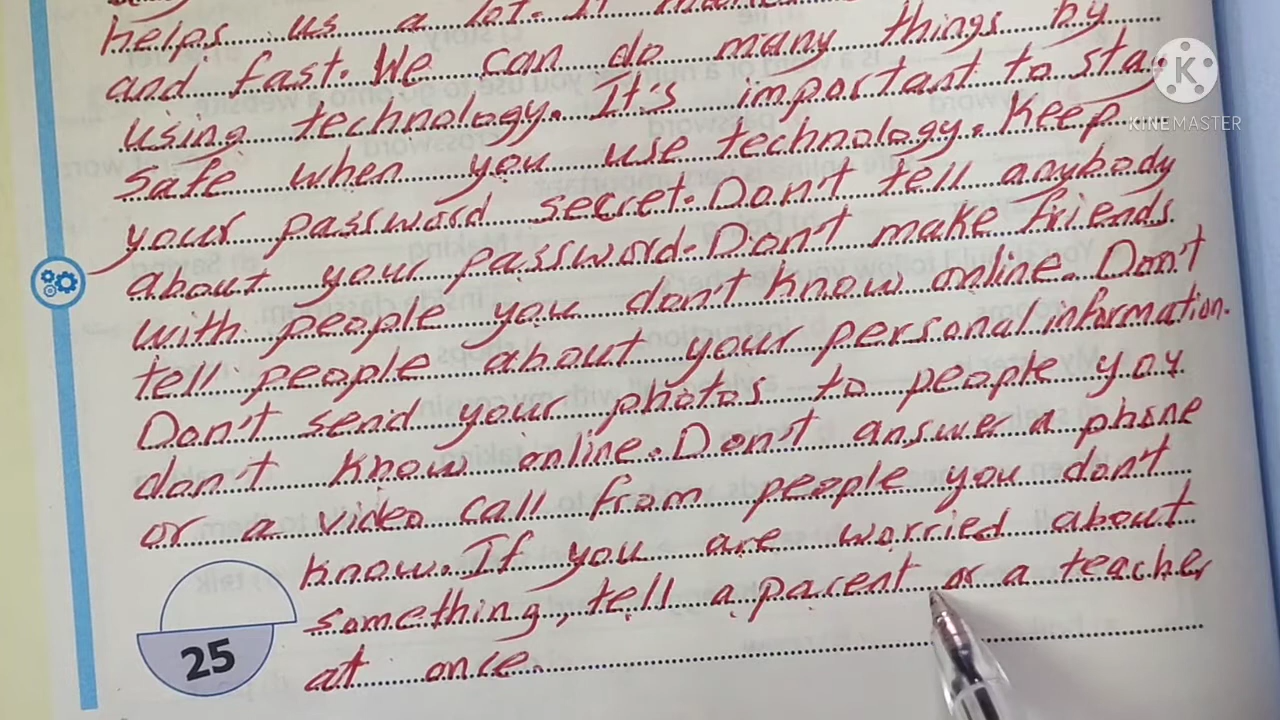 helps us a lot. It
and fast. We can do many things by
using technology. It's important to stay
safe when you use technology. Keep
your password secret. Don't tell anybody
about your password. Don't make friends
with people you don't know online. Don't
tell people about your personal information.
Don't send your photos to people you
don't know online. Don't answer a phone
or a video call from people you don't
know. If you are worried about
something, tell a parent or a teacher
at once.
25
K
KINEMASTER